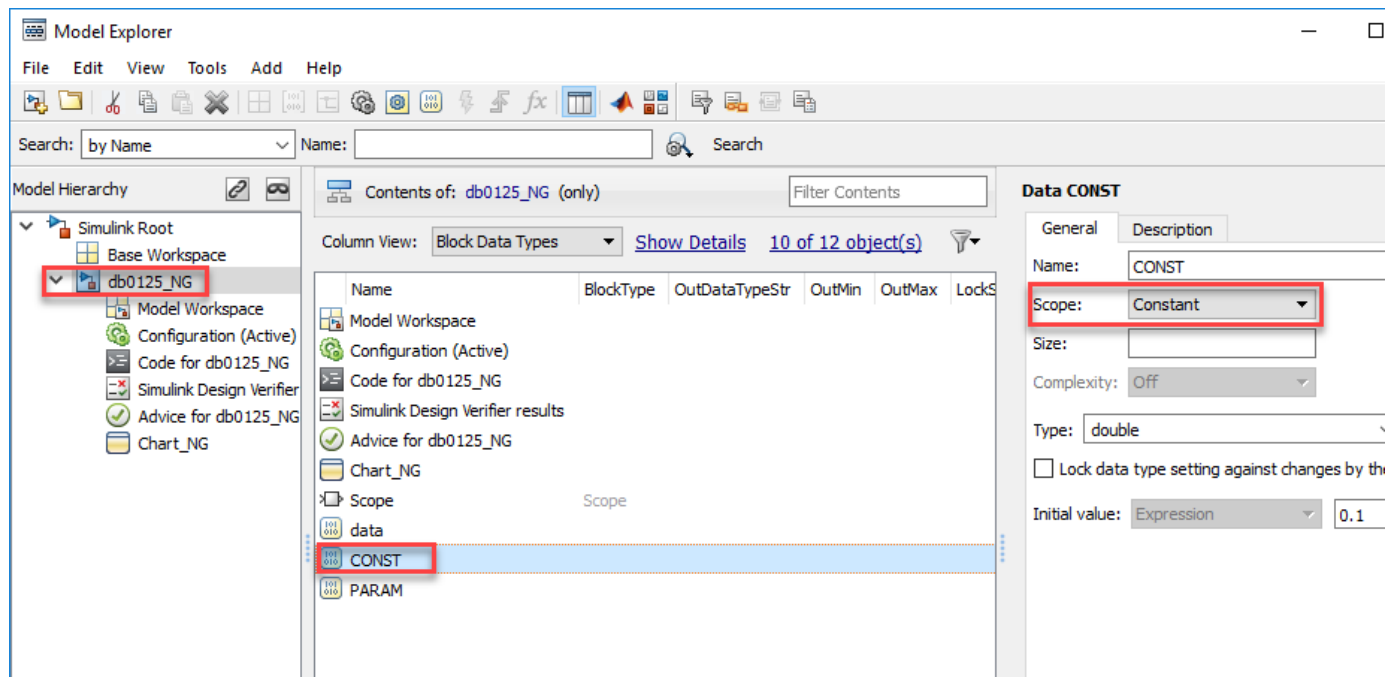 Model Explorer
File Edit View Tools Add Help
Search: by Name Name: Search
Model Hierarchy
Simulink Root
Base Workspace
db0125_NG
Model Workspace
Configuration (Active)
Code for db0125_NG
Simulink Design Verifier
Advice for db0125_NG
Chart_NG
Contents of: db0125_NG (only) Filter Contents
Column View: Block Data Types Show Details 10 of 12 object(s)
Name BlockType OutDataTypeStr OutMin OutMax LockS
Model Workspace
Configuration (Active)
Code for db0125_NG
Simulink Design Verifier results
Advice for db0125_NG
Chart_NG
Scope Scope
data
CONST
PARAM
Data CONST
General Description
Name: CONST
Scope: Constant
Size:
Complexity: Off
Type: double
Lock data type setting against changes by the
Initial value: Expression 0.1